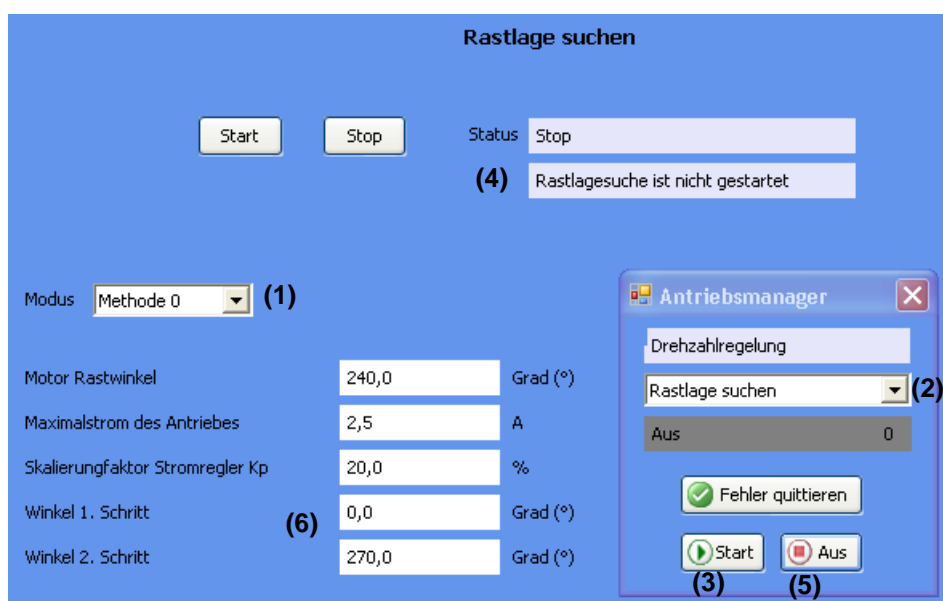 Rastlage suchen
Start Stop Status Stop
(4) Rastlagesuche ist nicht gestartet
Modus Methode 0 (1)
Motor Rastwinkel 240,0 Grad (°)
Maximalstrom des Antriebes 2,5 A
Skalierungfaktor Stromregler Kp 20,0 %
Winkel 1. Schritt (6) 0,0 Grad (°)
Winkel 2. Schritt 270,0 Grad (°)
Antriebsmanager
Drehzahlregelung
Rastlage suchen (2)
Aus 0
Fehler quittieren
Start Aus
(3) (5)